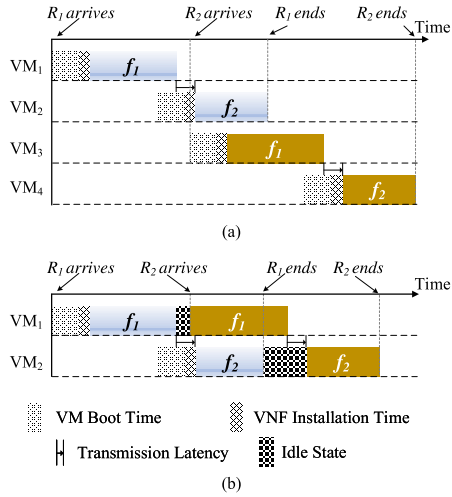 R1 arrives R2 arrives R1 ends R2 ends
Time
VM1 f1
VM2 f2
VM3 f1
VM4 f2
(a)
R1 arrives R2 arrives R1 ends R2 ends
Time
VM1 f1 f1
VM2 f2 f2
VM Boot Time VNF Installation Time
Transmission Latency Idle State
(b)